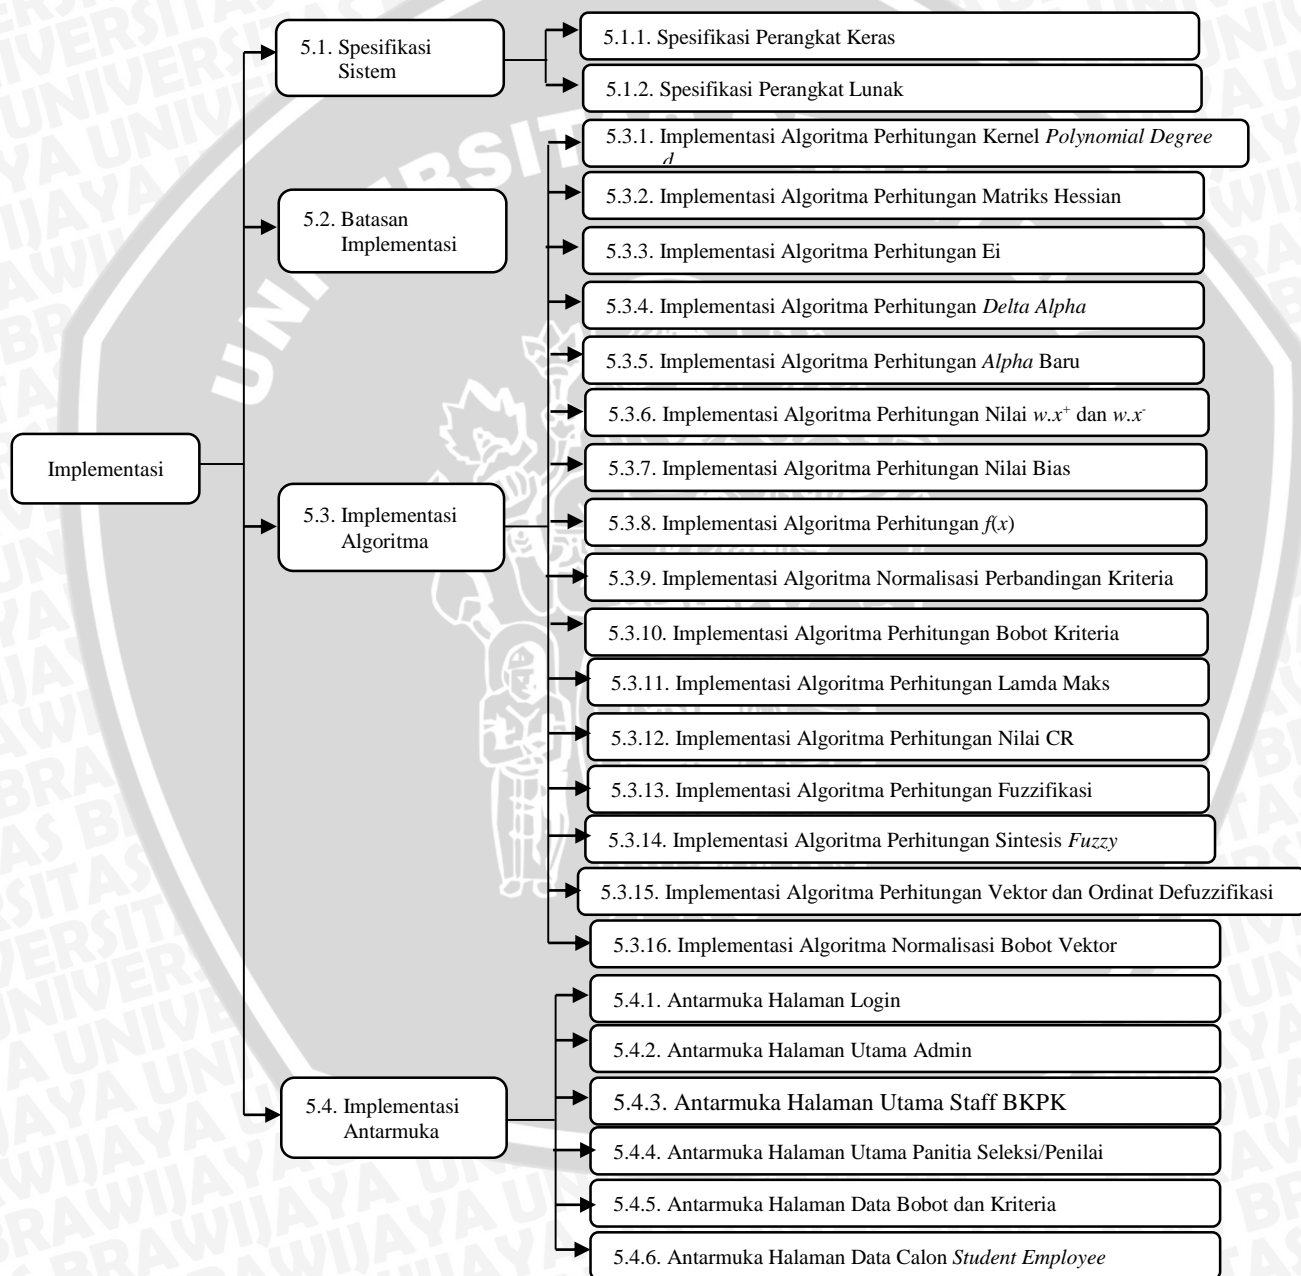 Implementasi
5.1. Spesifikasi
Sistem
5.1.1. Spesifikasi Perangkat Keras
5.1.2. Spesifikasi Perangkat Lunak
5.2. Batasan
Implementasi
5.3. Implementasi
Algoritma
5.3.1. Implementasi Algoritma Perhitungan Kernel Polynomial Degree
d
5.3.2. Implementasi Algoritma Perhitungan Matriks Hessian
5.3.3. Implementasi Algoritma Perhitungan Ei
5.3.4. Implementasi Algoritma Perhitungan Delta Alpha
5.3.5. Implementasi Algoritma Perhitungan Alpha Baru
5.3.6. Implementasi Algoritma Perhitungan Nilai w.x⁺ dan w.x⁻
5.3.7. Implementasi Algoritma Perhitungan Nilai Bias
5.3.8. Implementasi Algoritma Perhitungan f(x)
5.3.9. Implementasi Algoritma Normalisasi Perbandingan Kriteria
5.3.10. Implementasi Algoritma Perhitungan Bobot Kriteria
5.3.11. Implementasi Algoritma Perhitungan Lamda Maks
5.3.12. Implementasi Algoritma Perhitungan Nilai CR
5.3.13. Implementasi Algoritma Perhitungan Fuzzifikasi
5.3.14. Implementasi Algoritma Perhitungan Sintesis Fuzzy
5.3.15. Implementasi Algoritma Perhitungan Vektor dan Ordinat Defuzzifikasi
5.3.16. Implementasi Algoritma Normalisasi Bobot Vektor
5.4. Implementasi
Antarmuka
5.4.1. Antarmuka Halaman Login
5.4.2. Antarmuka Halaman Utama Admin
5.4.3. Antarmuka Halaman Utama Staff BKPK
5.4.4. Antarmuka Halaman Utama Panitia Seleksi/Penilai
5.4.5. Antarmuka Halaman Data Bobot dan Kriteria
5.4.6. Antarmuka Halaman Data Calon Student Employee